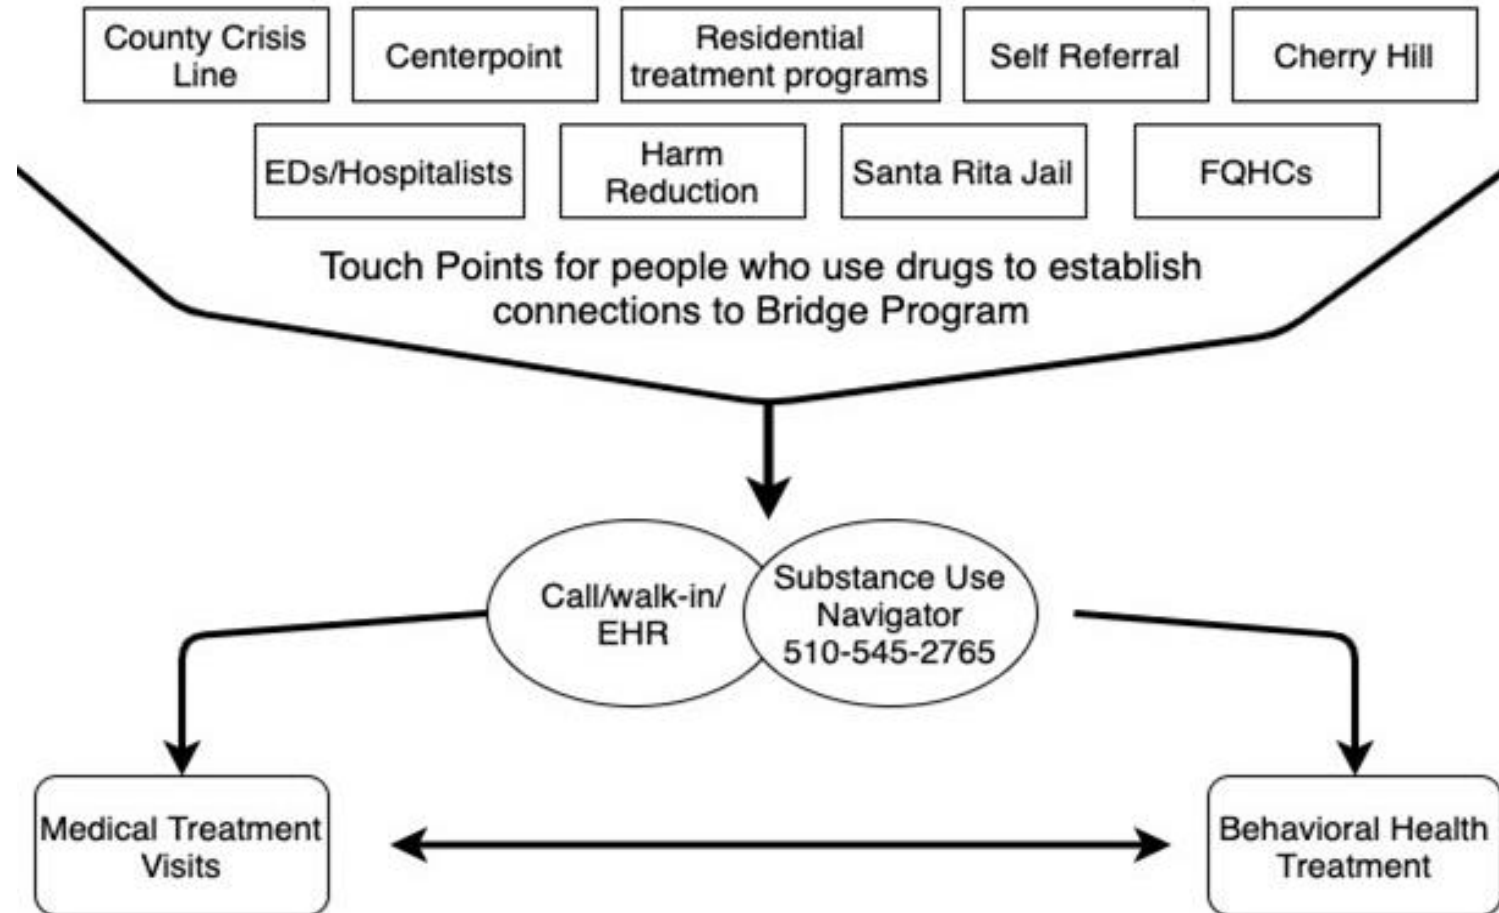 County Crisis
Line
Centerpoint
Residential
treatment programs
Self Referral
Cherry Hill
EDs/Hospitalists
Harm
Reduction
Santa Rita Jail
FQHCs
Touch Points for people who use drugs to establish
connections to Bridge Program
Call/walk-in/
EHR
Substance Use
Navigator
510-545-2765
Medical Treatment
Visits
Behavioral Health
Treatment